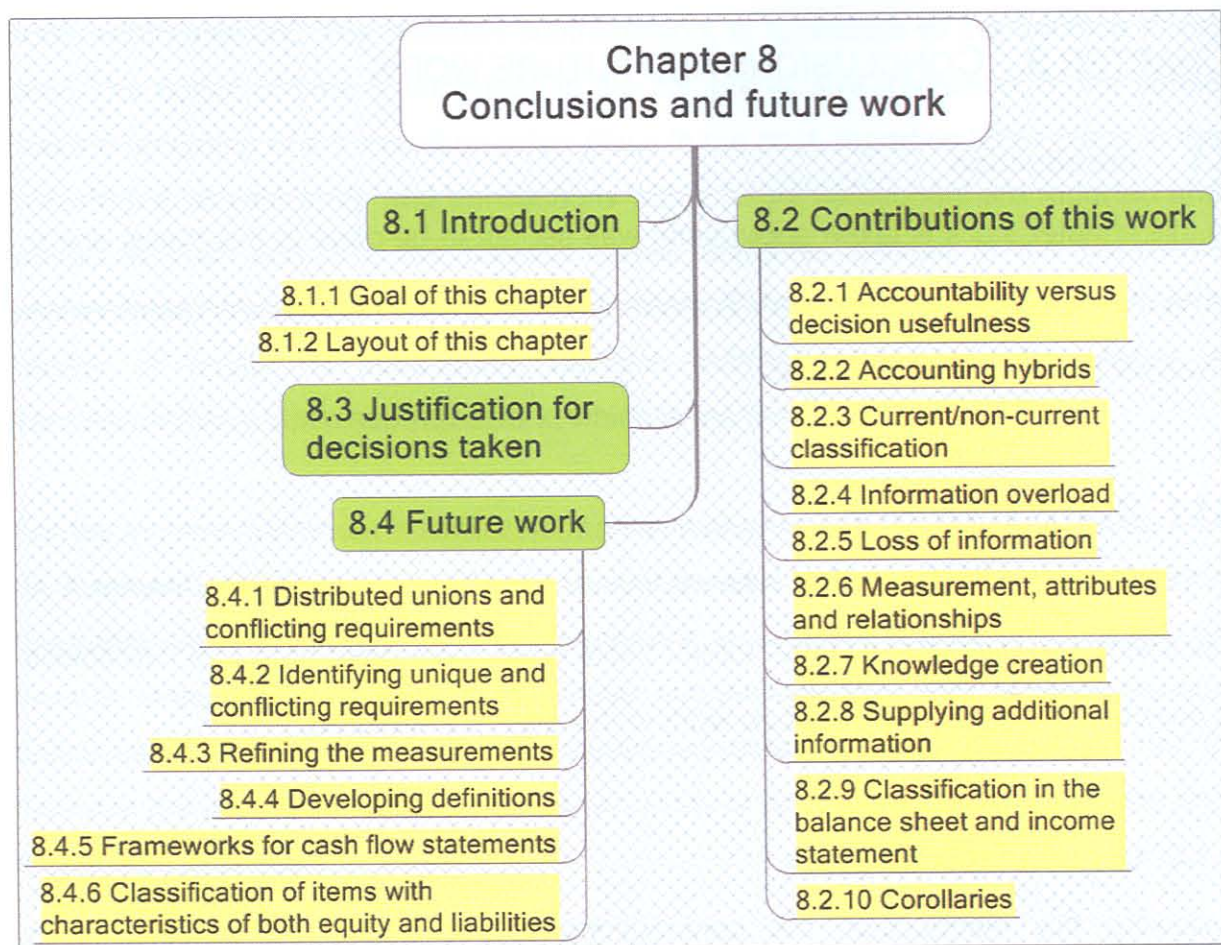 Chapter 8
Conclusions and future work
8.1 Introduction
8.1.1 Goal of this chapter
8.1.2 Layout of this chapter
8.2 Contributions of this work
8.2.1 Accountability versus
decision usefulness
8.2.2 Accounting hybrids
8.2.3 Current/non-current
classification
8.2.4 Information overload
8.2.5 Loss of information
8.2.6 Measurement, attributes
and relationships
8.2.7 Knowledge creation
8.2.8 Supplying additional
information
8.2.9 Classification in the
balance sheet and income
statement
8.2.10 Corollaries
8.3 Justification for
decisions taken
8.4 Future work
8.4.1 Distributed unions and
conflicting requirements
8.4.2 Identifying unique and
conflicting requirements
8.4.3 Refining the measurements
8.4.4 Developing definitions
8.4.5 Frameworks for cash flow statements
8.4.6 Classification of items with
characteristics of both equity and liabilities